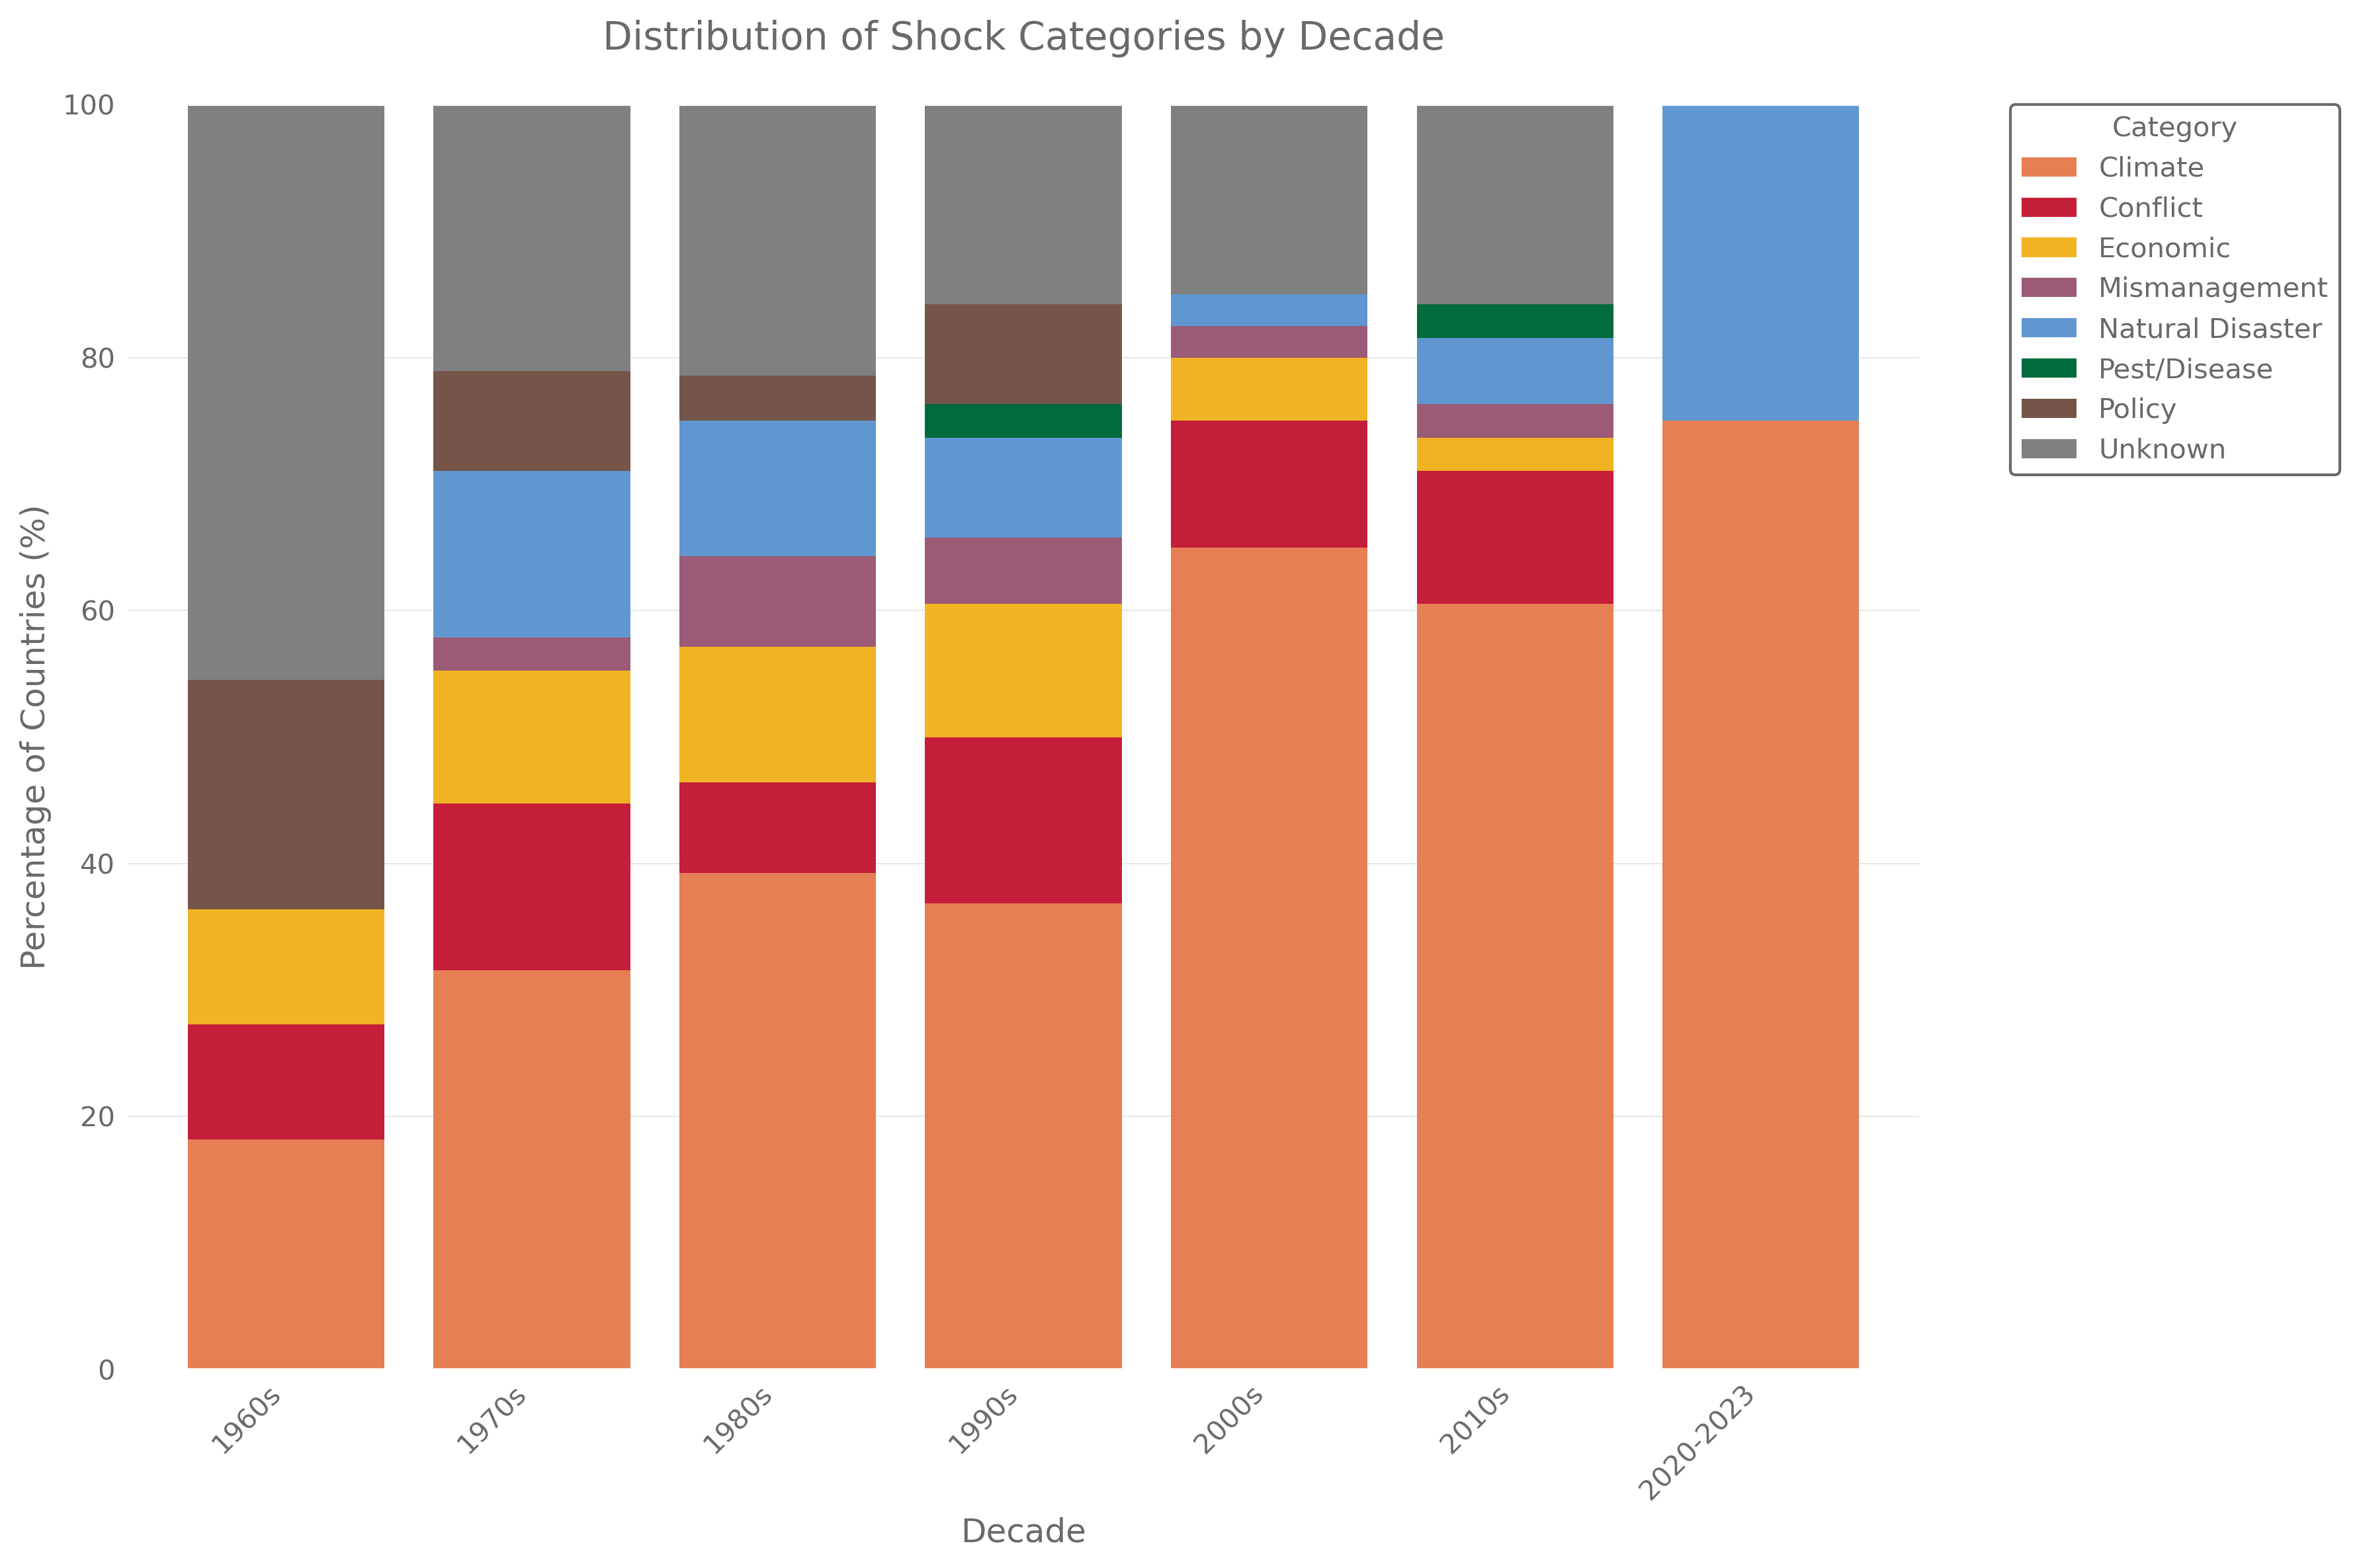 Distribution of Shock Categories by Decade
Percentage of Countries (%)
100
80
60
40
20
0
1960s
1970s
1980s
1990s
2000s
2010s
2020-2023
Decade
Category
Climate
Conflict
Economic
Mismanagement
Natural Disaster
Pest/Disease
Policy
Unknown